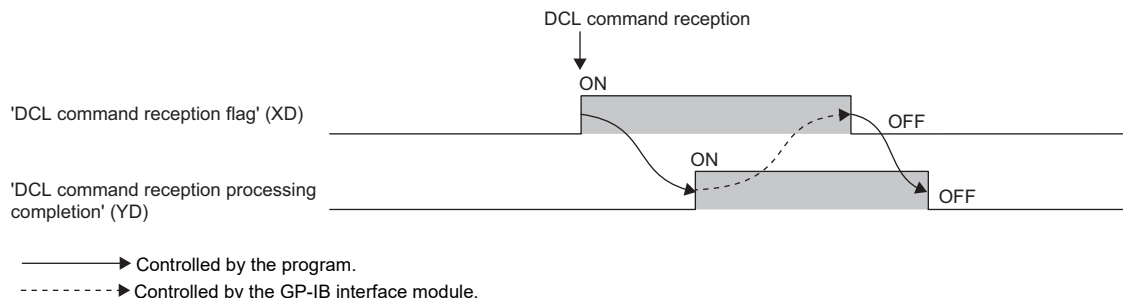 DCL command reception
ON
'DCL command reception flag' (XD)
OFF
ON
'DCL command reception processing
completion' (YD)
OFF
Controlled by the program.
Controlled by the GP-IB interface module.